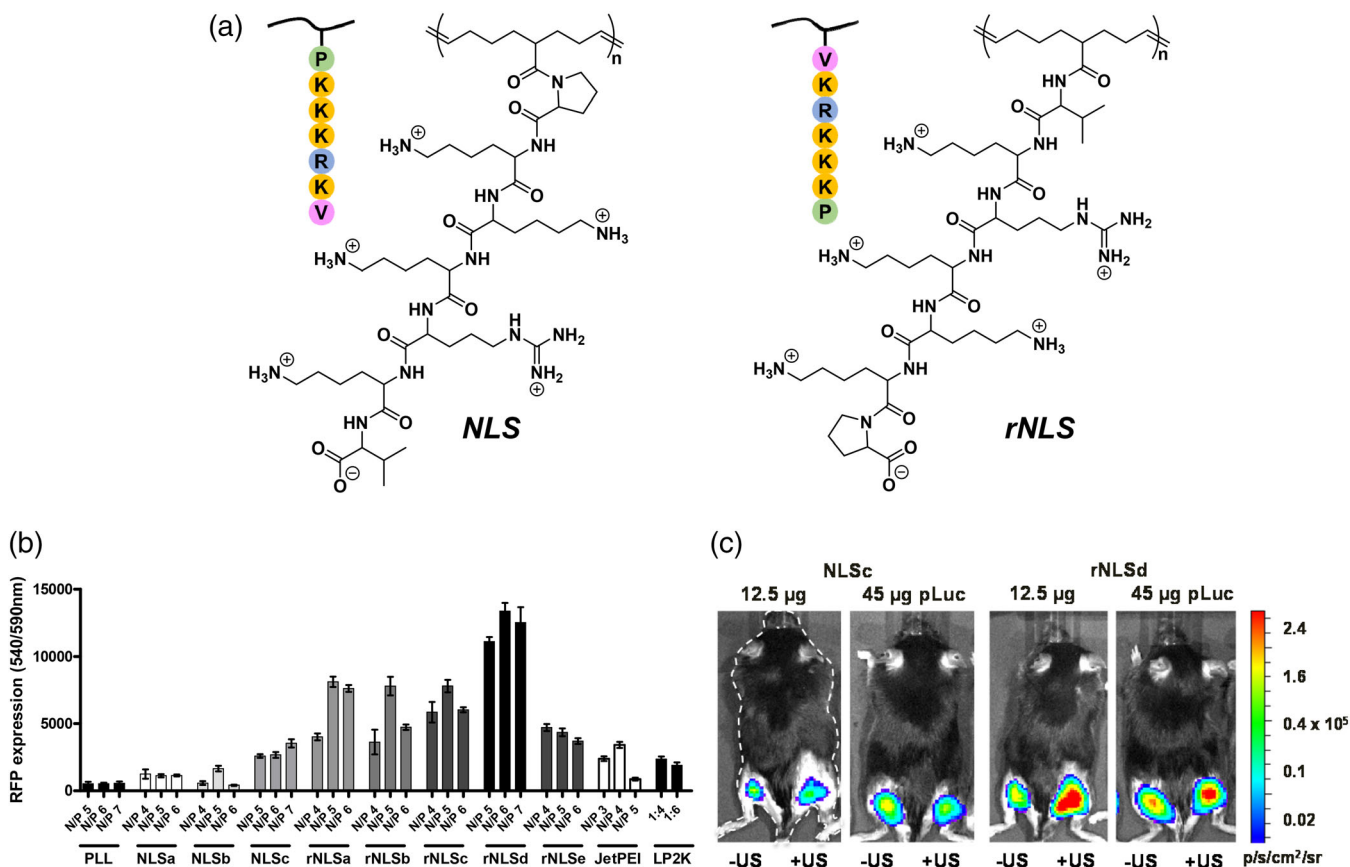 (a)
P
K
K
K
R
K
V
n
O
N
O
NH
H₃N
⊕
O
HN
O
NH₃
⊕
NH
H₃N
⊕
O
HN
O
H
N
NH₂
NH₂
⊕
NH
H₃N
⊕
O
HN
O
O
⊖
NLS
V
K
R
K
K
K
P
n
HN
O
O
NH
H₃N
⊕
O
HN
O
H
N
NH₂
NH₂
⊕
NH
H₃N
⊕
O
HN
O
NH₃
⊕
NH
H₃N
⊕
O
N
O
O
⊖
rNLS
(b)
RFP expression (540/590nm)
15000
10000
5000
0
N/P 5
N/P 6
N/P 7
N/P 4
N/P 5
N/P 6
N/P 4
N/P 5
N/P 6
N/P 5
N/P 6
N/P 7
N/P 4
N/P 5
N/P 6
N/P 4
N/P 5
N/P 6
N/P 4
N/P 5
N/P 6
N/P 5
N/P 6
N/P 7
N/P 4
N/P 5
N/P 6
N/P 3
N/P 4
N/P 5
1:4
1:6
PLL NLSa NLSb NLSc rNLSa rNLSb rNLSc rNLSd rNLSe JetPEI LP2K
(c)
NLSc rNLSd
12.5 µg 45 µg pLuc 12.5 µg 45 µg pLuc
2.4
1.6
0.4 x 10⁵
0.1
0.02
-US +US -US +US -US +US -US +US p/s/cm²/sr